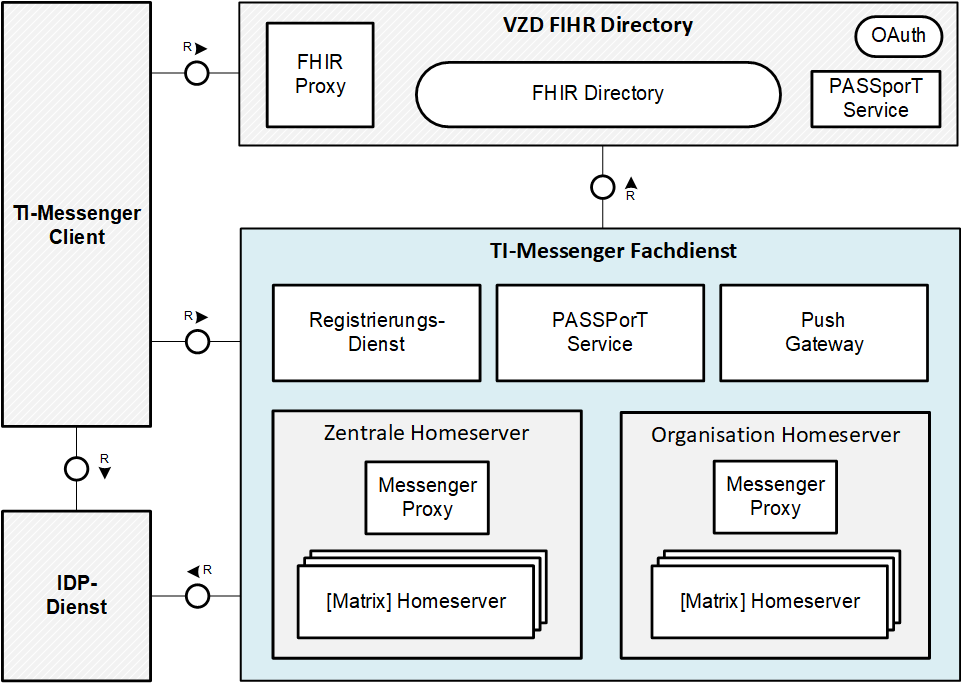 VZD FIHR Directory
OAuth
FHIR
Proxy
FHIR Directory
PASSporT
Service
R
TI-Messenger
Client
R
TI-Messenger Fachdienst
Registrierungs-
Dienst
PASSPorT
Service
Push
Gateway
R
Zentrale Homeserver
Messenger
Proxy
[Matrix] Homeserver
Organisation Homeserver
Messenger
Proxy
[Matrix] Homeserver
R
IDP-
Dienst
R